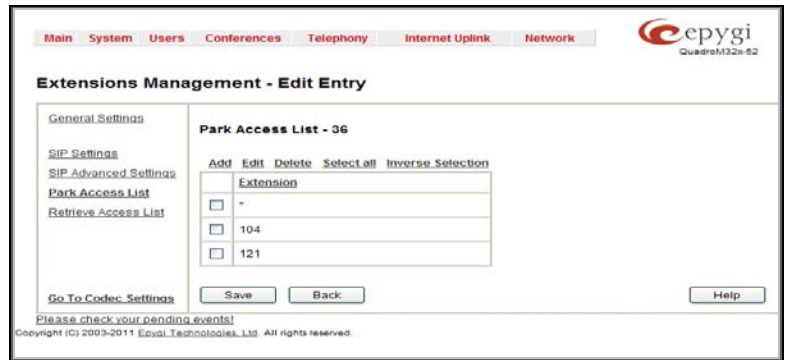 Main System Users Conferences Telephony Internet Uplink Network
epygi
QuadroM32x-52
Extensions Management - Edit Entry
General Settings
SIP Settings
SIP Advanced Settings
Park Access List
Retrieve Access List
Go To Codec Settings
Park Access List - 36
Add Edit Delete Select all Inverse Selection
Extension
*
104
121
Save Back Help
Please check your pending events!
Copyright (C) 2003-2011 Epygi Technologies, Ltd. All rights reserved.